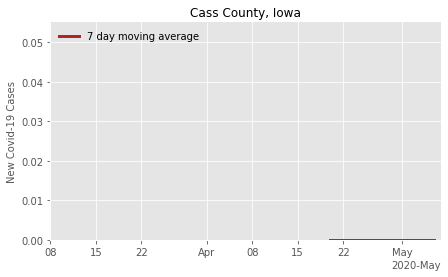 Cass County, Iowa
7 day moving average
New Covid-19 Cases
0.05
0.04
0.03
0.02
0.01
0.00
08 15 22 Apr 08 15 22 May
2020-May